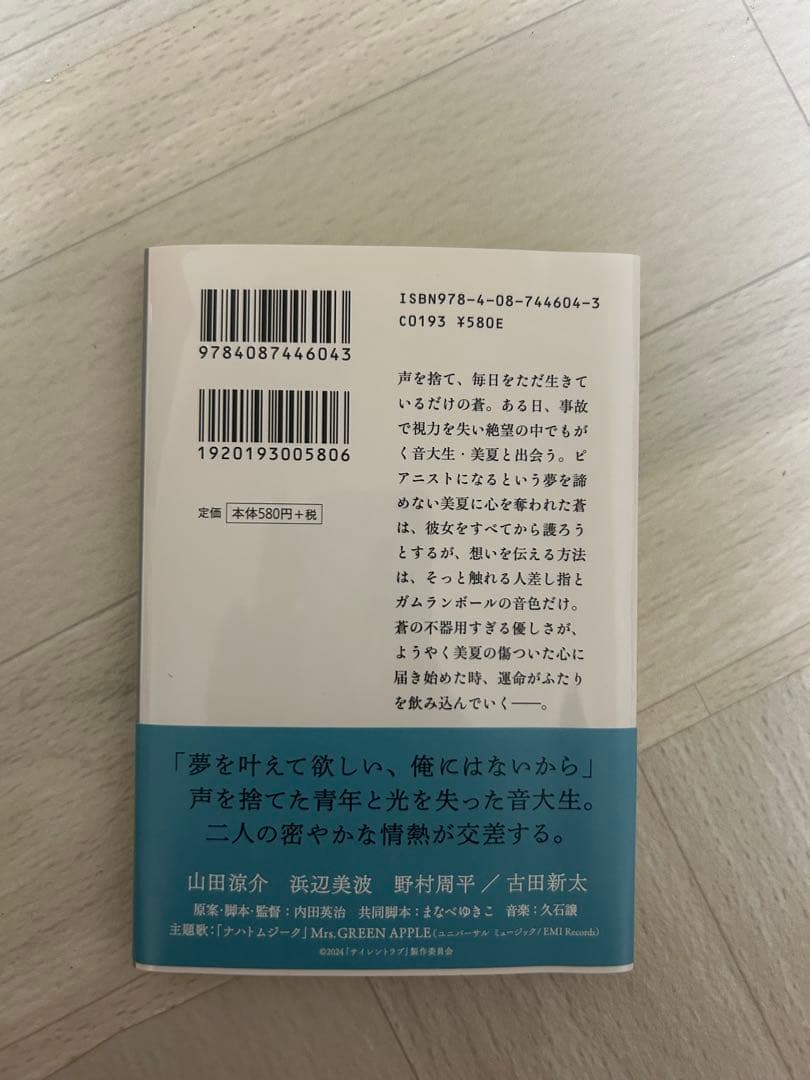 9784087446043
1920193005806
定価 本体580円+税
ISBN978-4-08-744604-3
C0193 ¥580E
声を捨て、毎日をただ生きて
いるだけの蒼。ある日、事故
で視力を失い絶望の中でもが
く音大生・美夏と出会う。ピ
アニストになるという夢を諦
めない美夏に心を奪われた蒼
は、彼女をすべてから護ろう
とするが、想いを伝える方法
は、そっと触れる人差し指と
ガムランボールの音色だけ。
蒼の不器用すぎる優しさが、
ようやく美夏の傷ついた心に
届き始めた時、運命がふたり
を飲み込んでいく──。
「夢を叶えて欲しい、俺にはないから」
声を捨てた青年と光を失った音大生。
二人の密やかな情熱が交差する。
山田涼介 浜辺美波 野村周平/古田新太
原案・脚本・監督:内田英治 共同脚本:まなべゆきこ 音楽:久石譲
主題歌:「ナハトムジーク」Mrs. GREEN APPLE(ユニバーサル ミュージック/ EMI Records)
©2024「サイレントラブ」製作委員会